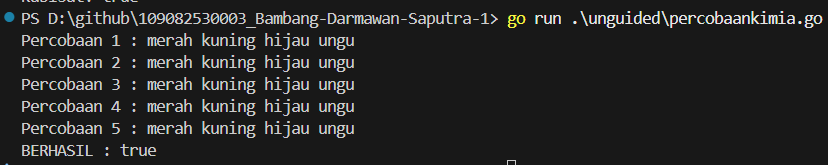 PS D:\github\109082530003_Bambang-Darmawan-Saputra-1> go run .\unguided\percobaankimia.go
Percobaan 1 : merah kuning hijau ungu
Percobaan 2 : merah kuning hijau ungu
Percobaan 3 : merah kuning hijau ungu
Percobaan 4 : merah kuning hijau ungu
Percobaan 5 : merah kuning hijau ungu
BERHASIL : true